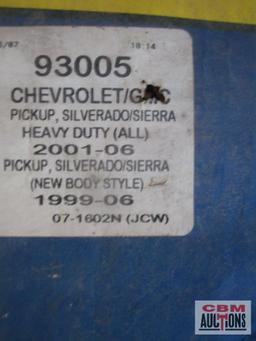 /07 18:14
93005
CHEVROLET/GMC
PICKUP, SILVERADO/SIERRA
HEAVY DUTY (ALL)
2001-06
PICKUP, SILVERADO/SIERRA
(NEW BODY STYLE)
1999-06
07-1602N (JCW)
CBM
AUCTIONS